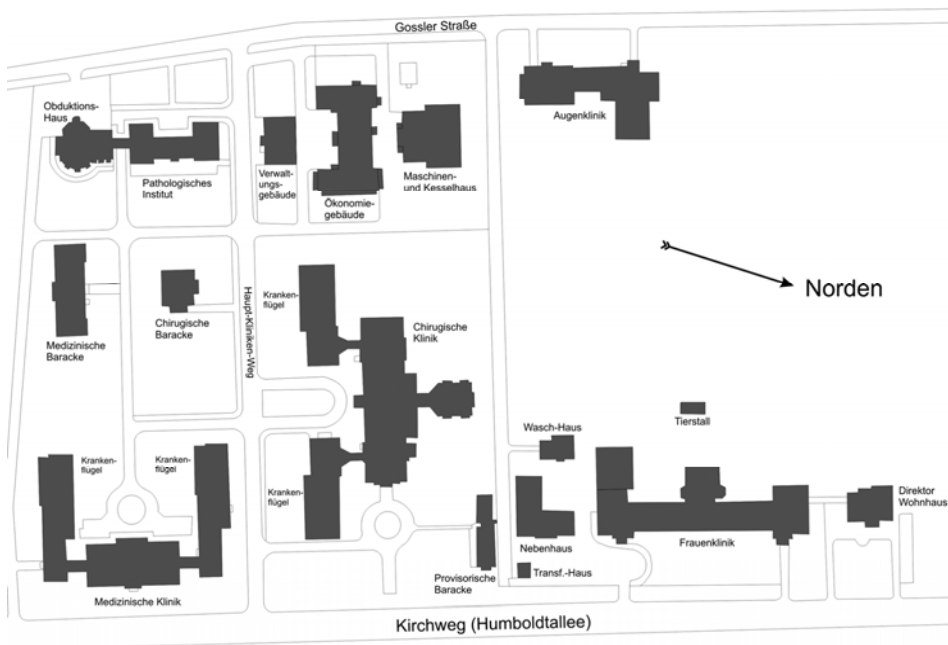 Gossler Straße
Obduktions-
Haus
Pathologisches
Institut
Verwalt-
ungs-
gebäude
Ökonomie-
gebäude
Maschinen-
und Kesselhaus
Augenklinik
Norden
Medizinische
Baracke
Chirugische
Baracke
Haupt-Kliniken-Weg
Kranken-
flügel
Chirugische
Klinik
Tierstall
Wasch-Haus
Kranken-
flügel
Kranken-
flügel
Kranken-
flügel
Direktor
Wohnhaus
Nebenhaus
Frauenklinik
Provisorische
Baracke
Transf.-Haus
Medizinische Klinik
Kirchweg (Humboldtallee)